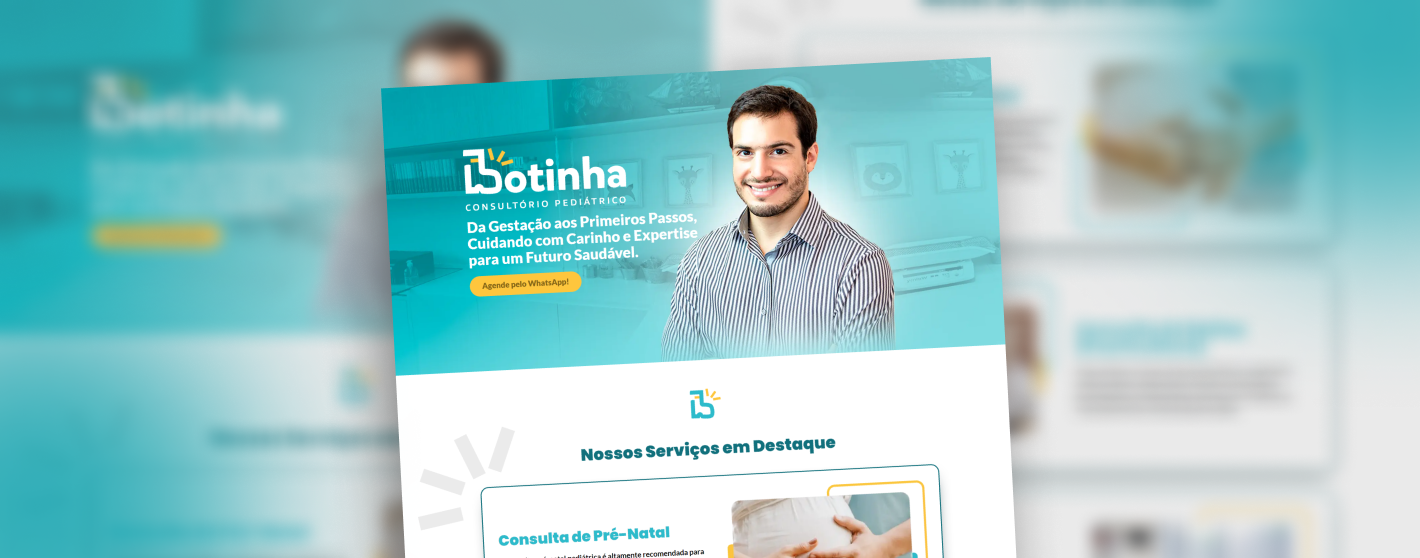 Botinha
CONSULTÓRIO PEDIÁTRICO
Da Gestação aos Primeiros Passos,
Cuidando com Carinho e Expertise
para um Futuro Saudável.
Agende pelo WhatsApp!
Nossos Serviços em Destaque
Consulta de Pré-Natal
pediátrica é altamente recomendada para
Botinha